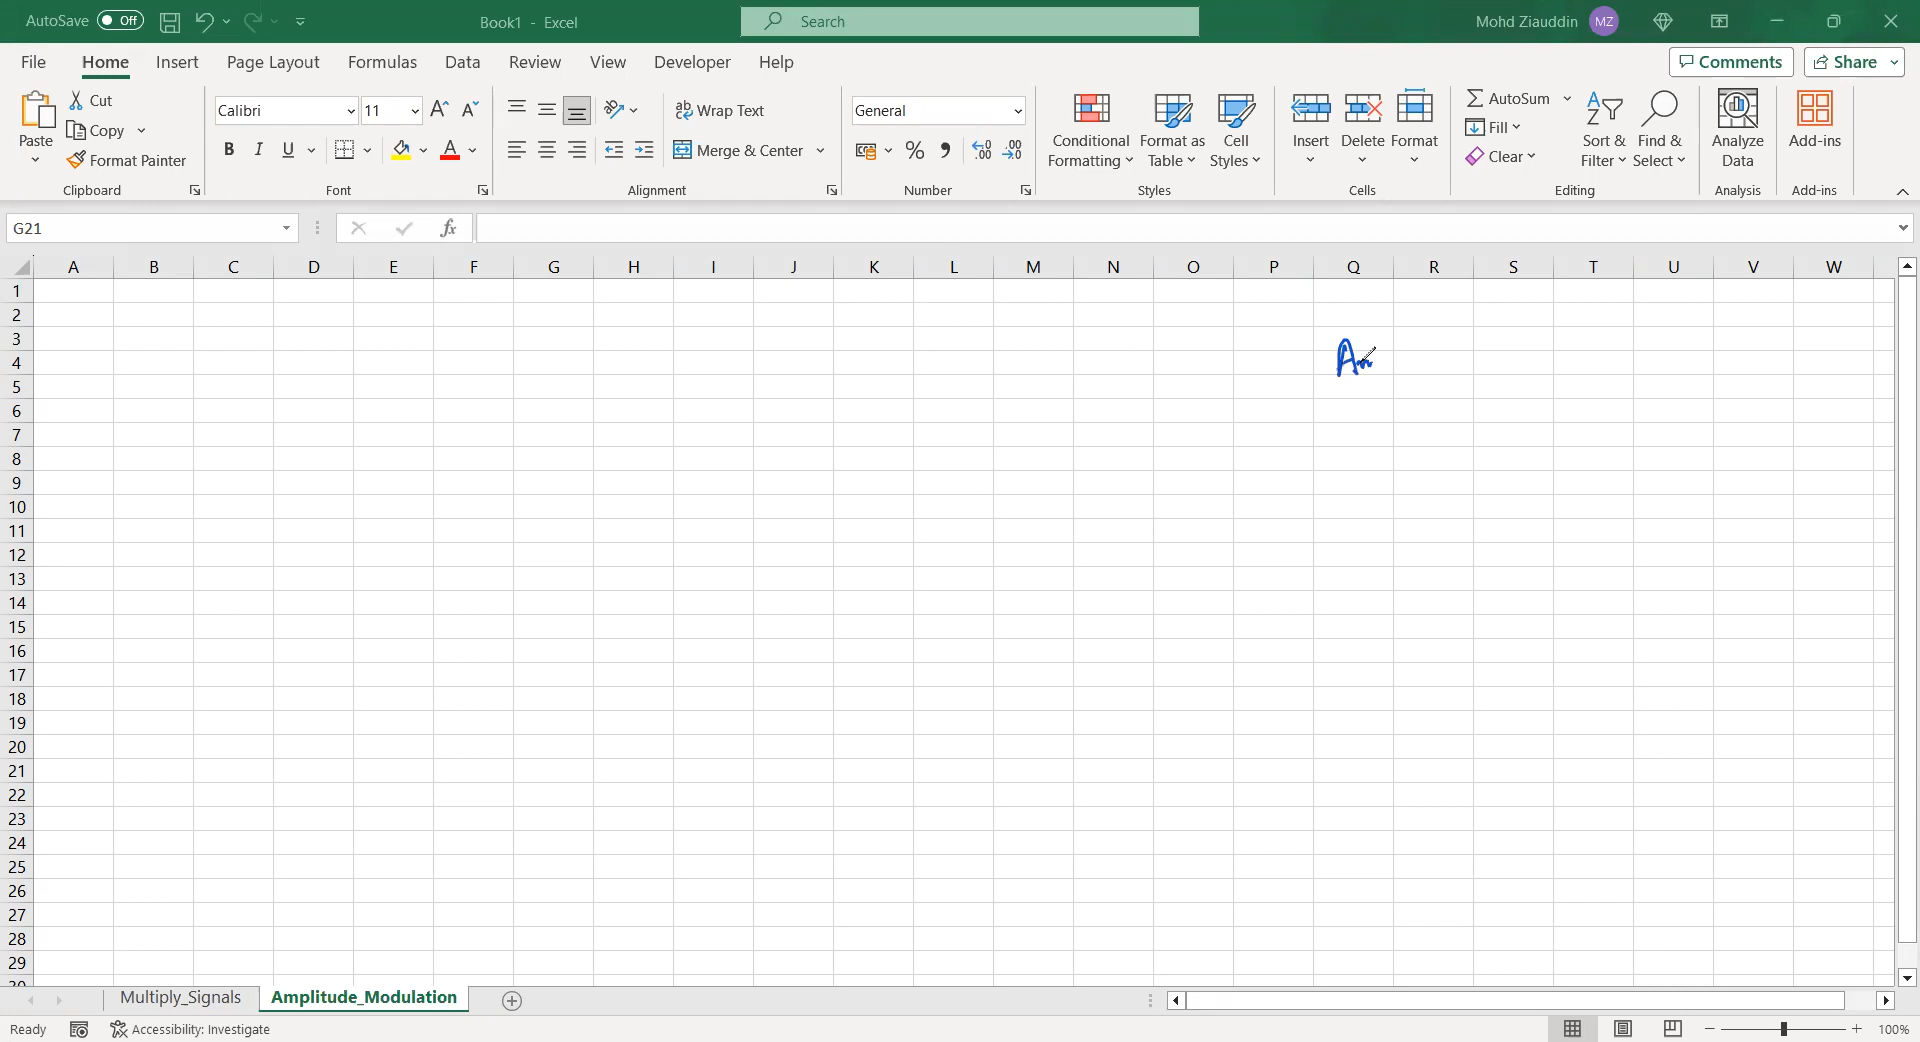 AutoSave Off Book1 - Excel Search Mohd Ziauddin MZ
File Home Insert Page Layout Formulas Data Review View Developer Help Comments Share
Paste Cut Copy Format Painter Clipboard
Calibri 11 B I U A Font
ab Wrap Text Merge & Center Alignment
General % Number
Conditional Formatting Format as Table Cell Styles Styles
Insert Delete Format Cells
AutoSum Fill Clear Sort & Filter Find & Select Editing
Analyze Data Analysis
Add-ins Add-ins
G21 fx
A B C D E F G H I J K L M N O P Q R S T U V W
1
2
3
Am
4
5
6
7
8
9
10
11
12
13
14
15
16
17
18
19
20
21
22
23
24
25
26
27
28
29
30
Multiply_Signals Amplitude_Modulation
Ready Accessibility: Investigate 100%